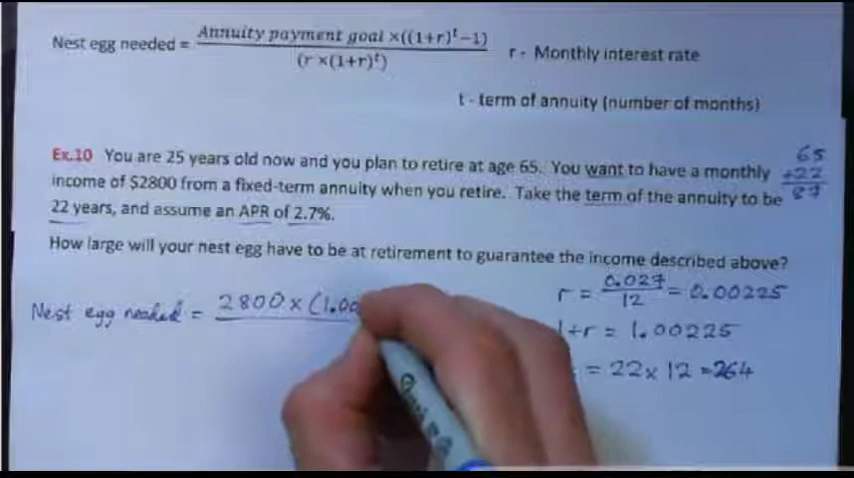 Nest egg needed = Annuity payment goal ×((1+r)^t−1)
(r ×(1+r)^t)
r - Monthly interest rate
t - term of annuity (number of months)
Ex.10 You are 25 years old now and you plan to retire at age 65. You want to have a monthly
income of $2800 from a fixed-term annuity when you retire. Take the term of the annuity to be
22 years, and assume an APR of 2.7%.
65
+22
87
How large will your nest egg have to be at retirement to guarantee the income described above?
Nest egg needed = 2800 × (1.00
r = 0.027
12
= 0.00225
1+r = 1.00225
= 22 × 12 = 264